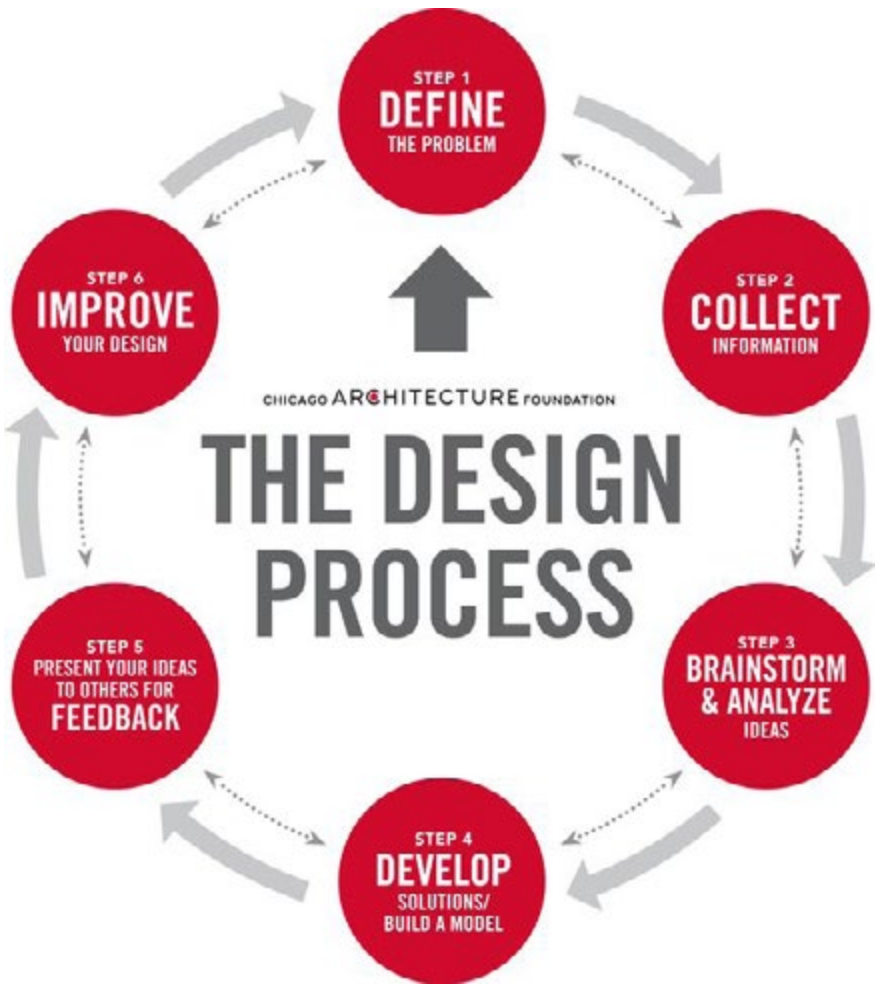 STEP 1
DEFINE
THE PROBLEM
STEP 2
COLLECT
INFORMATION
STEP 3
BRAINSTORM
& ANALYZE
IDEAS
STEP 4
DEVELOP
SOLUTIONS/
BUILD A MODEL
STEP 5
PRESENT YOUR IDEAS
TO OTHERS FOR
FEEDBACK
STEP 6
IMPROVE
YOUR DESIGN
CHICAGO ARCHITECTURE FOUNDATION
THE DESIGN
PROCESS